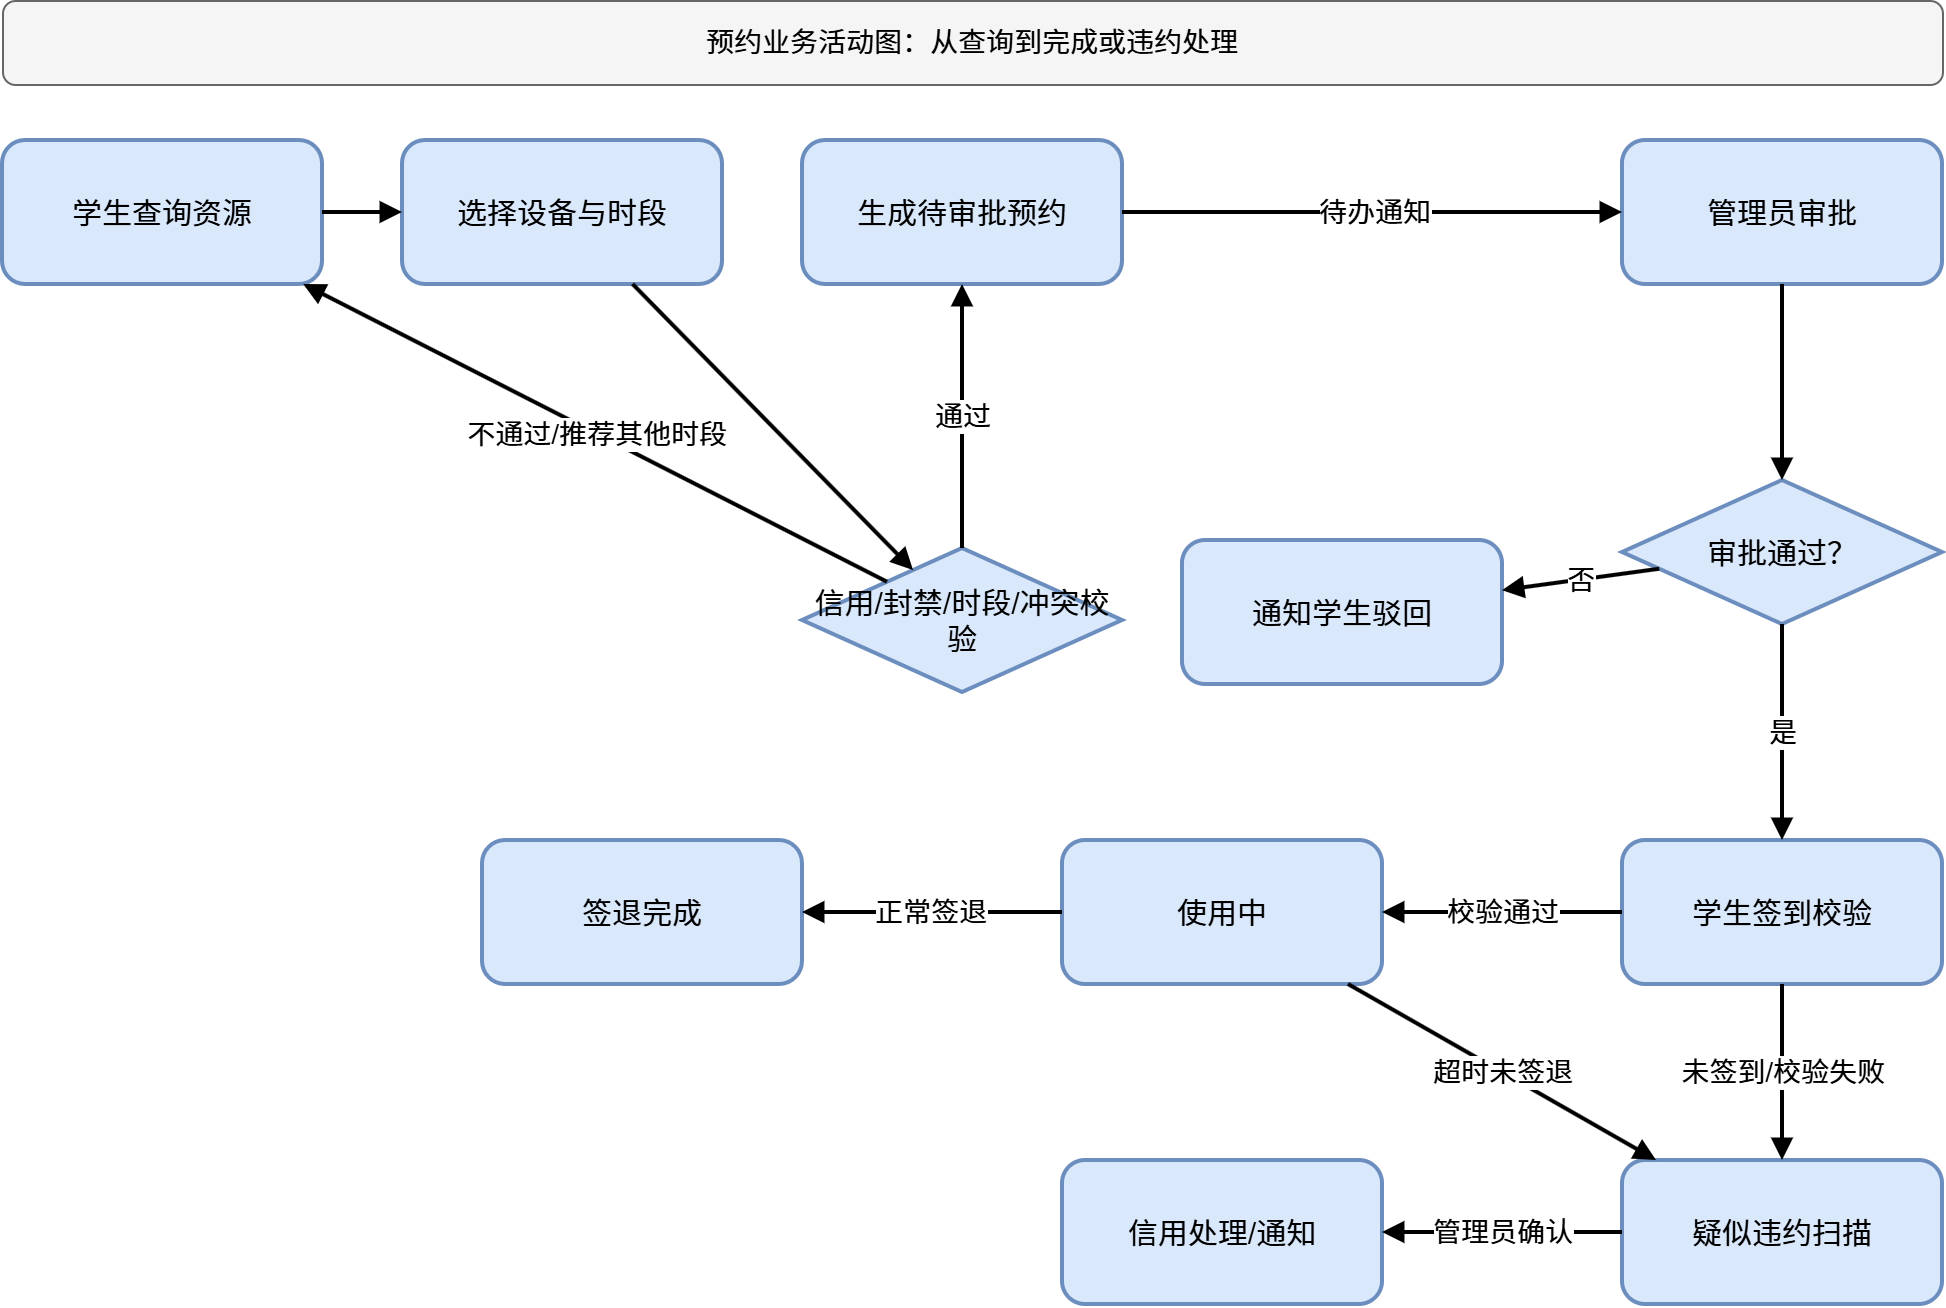 预约业务活动图：从查询到完成或违约处理
学生查询资源
选择设备与时段
生成待审批预约
待办通知
管理员审批
不通过/推荐其他时段
通过
信用/封禁/时段/冲突校
验
通知学生驳回
否
审批通过？
是
签退完成
正常签退
使用中
校验通过
学生签到校验
超时未签退
未签到/校验失败
信用处理/通知
管理员确认
疑似违约扫描